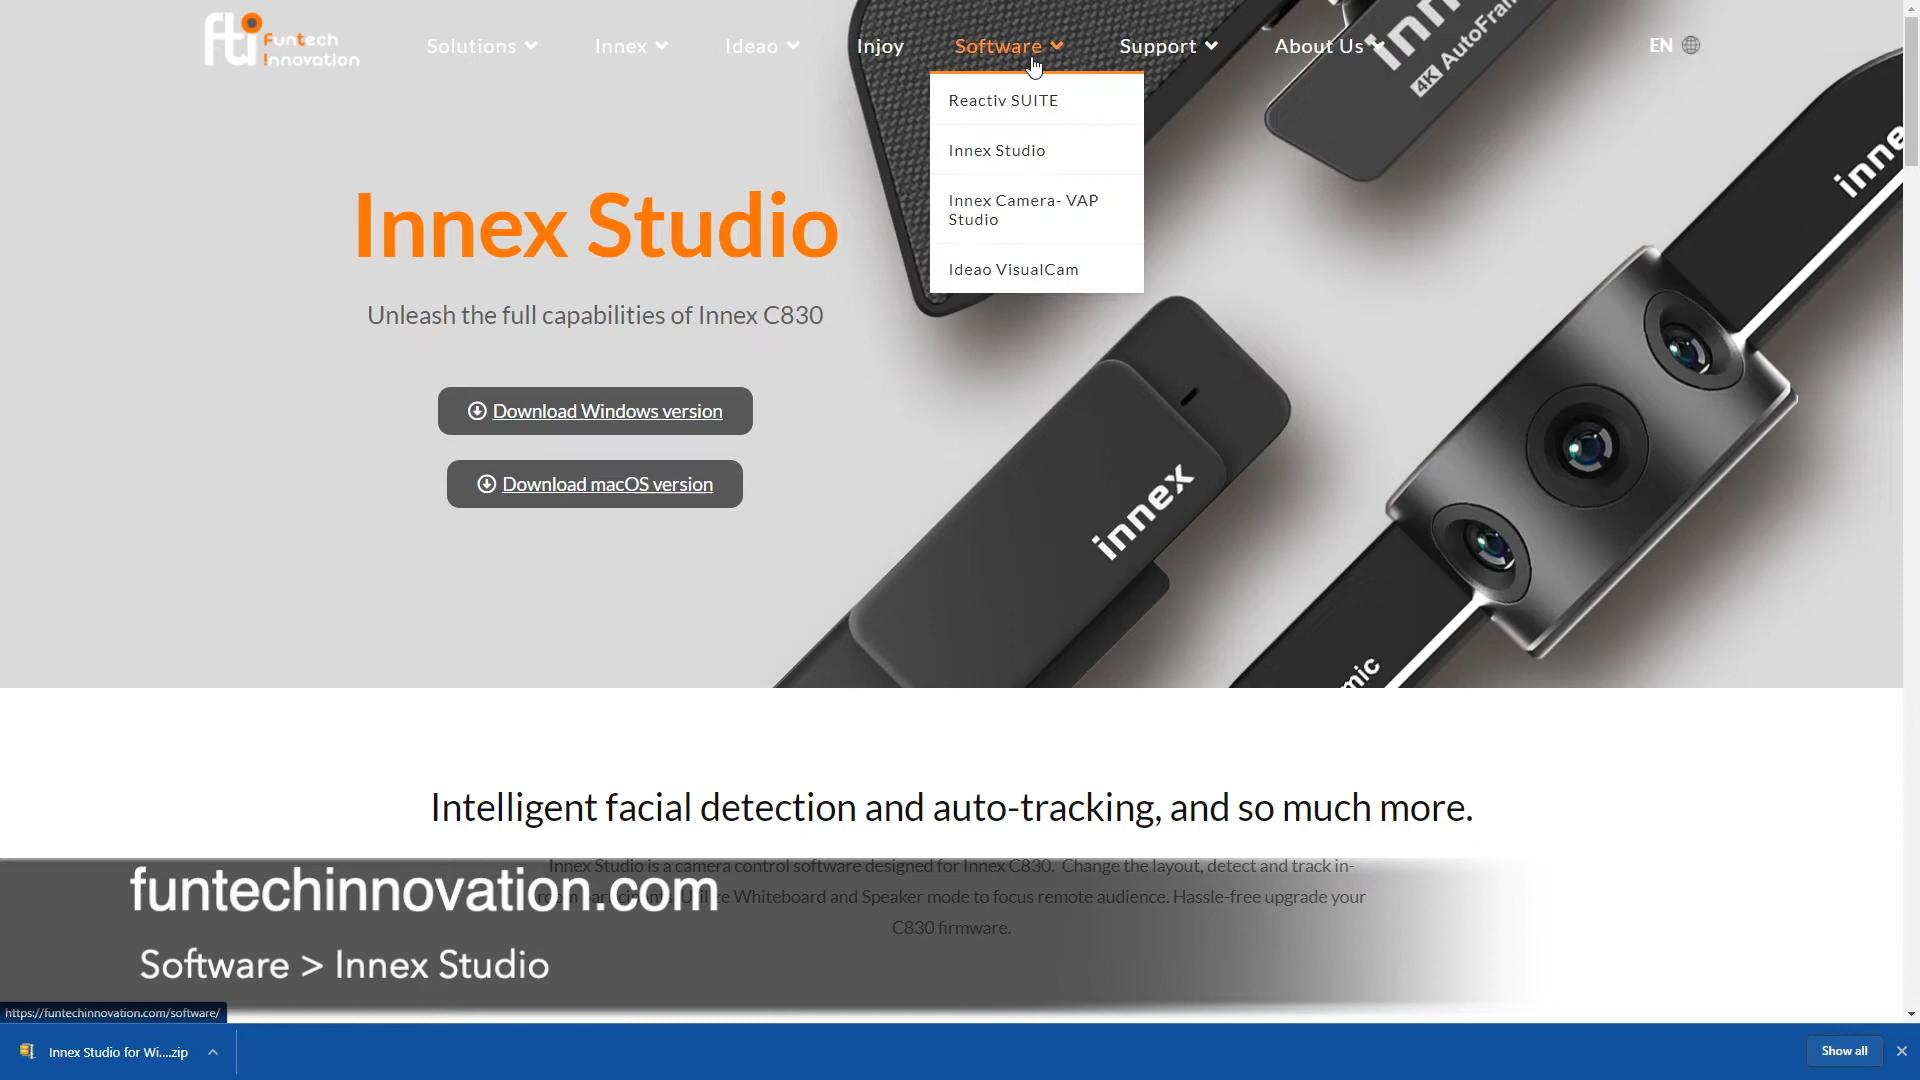 fti Funtech
Innovation
Solutions
Innex
Ideao
Injoy
Software
Support
About Us
EN
Reactiv SUITE
Innex Studio
Innex Camera- VAP
Studio
Ideao VisualCam
Innex Studio
Unleash the full capabilities of Innex C830
Download Windows version
Download macOS version
4K AutoFram
innex
inne
mic
Intelligent facial detection and auto-tracking, and so much more.
Innex Studio is a camera control software designed for Innex C830. Change the layout, detect and track in-
Whiteboard and Speaker mode to focus remote audience. Hassle-free upgrade your
C830 firmware.
funtechinnovation.com
Software > Innex Studio
https://funtechinnovation.com/software/
Innex Studio for Wi....zip
Show all